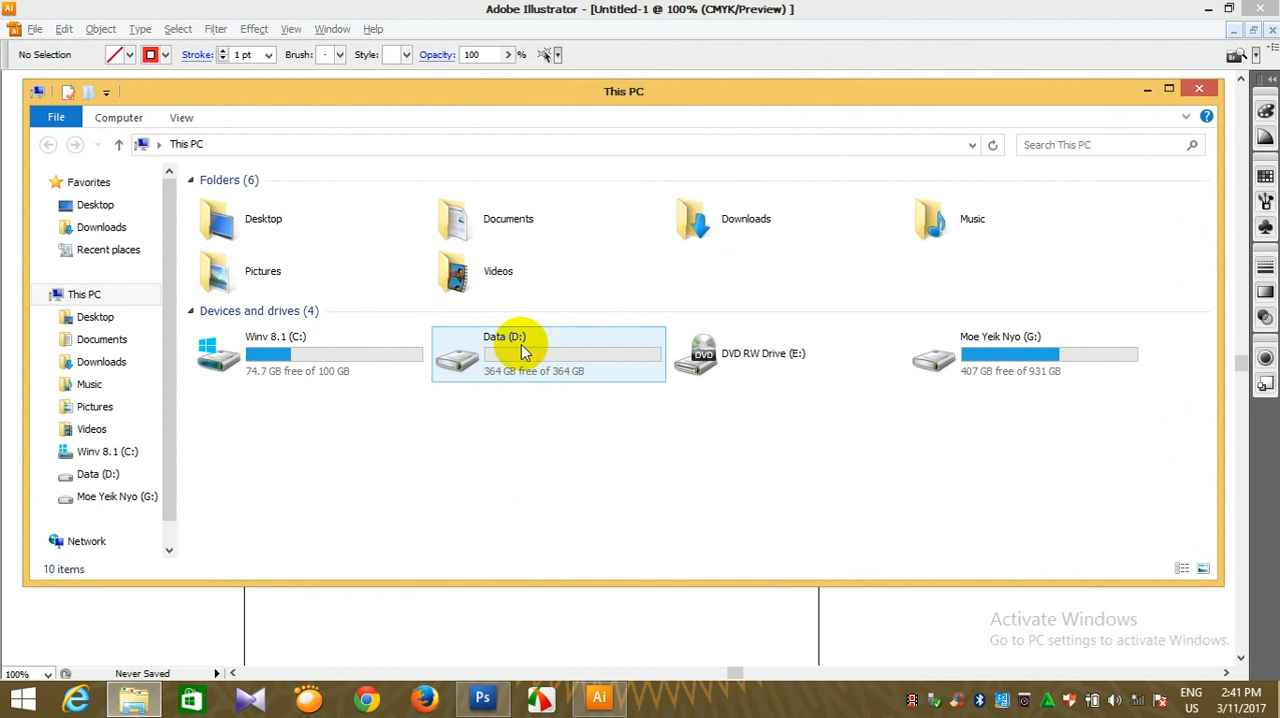 Ai
Adobe Illustrator - [Untitled-1 @ 100% (CMYK/Preview) ]
Ai File Edit Object Type Select Filter Effect View Window Help
No Selection Stroke: 1 pt Brush: Style: Opacity: 100 %
This PC
File Computer View
This PC
Search This PC
Favorites
Desktop
Downloads
Recent places
This PC
Desktop
Documents
Downloads
Music
Pictures
Videos
Winv 8.1 (C:)
Data (D:)
Moe Yeik Nyo (G:)
Network
Folders (6)
Desktop Documents Downloads Music
Pictures Videos
Devices and drives (4)
Winv 8.1 (C:)
74.7 GB free of 100 GB
Data (D:)
364 GB free of 364 GB
DVD
DVD RW Drive (E:)
Moe Yeik Nyo (G:)
407 GB free of 931 GB
10 items
Activate Windows
Go to PC settings to activate Windows.
100% Never Saved
Ps
Ai
ENG
US
2:41 PM
3/11/2017